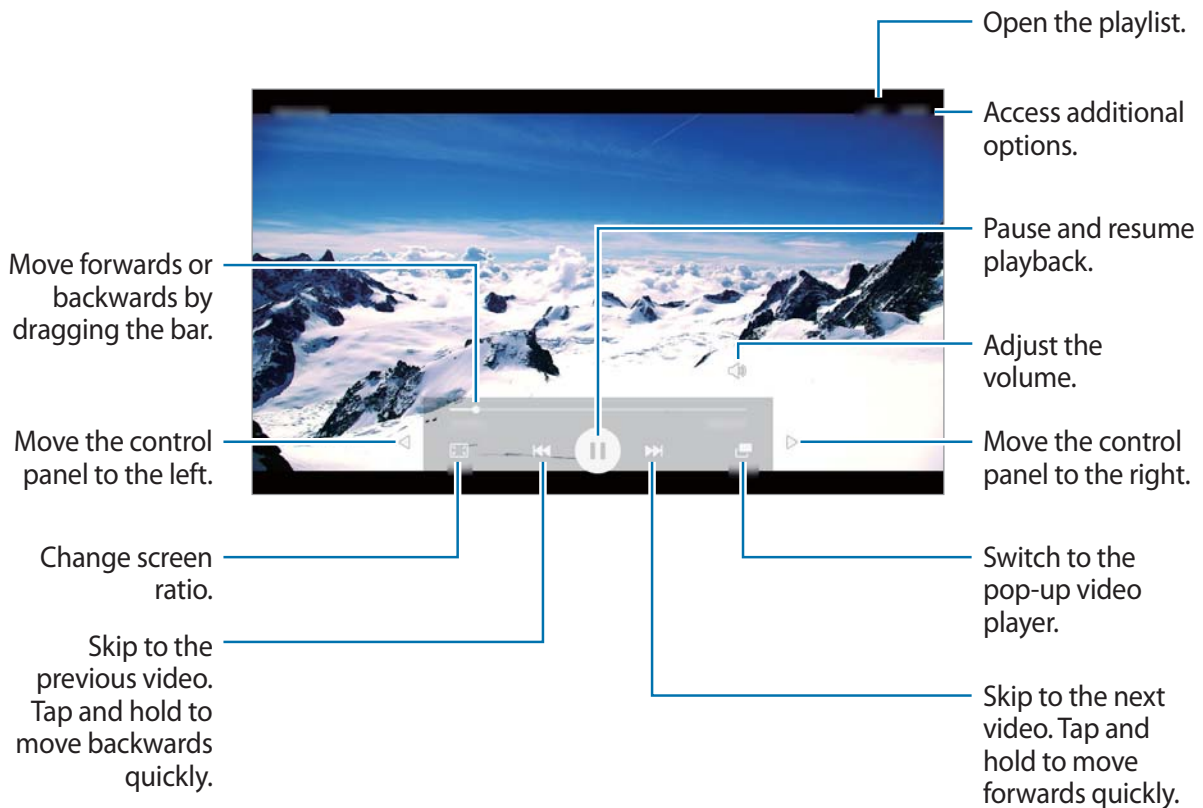 Open the playlist.
Access additional
options.
Pause and resume
playback.
Adjust the
volume.
Move the control
panel to the right.
Switch to the
pop-up video
player.
Skip to the next
video. Tap and
hold to move
forwards quickly.
Move forwards or
backwards by
dragging the bar.
Move the control
panel to the left.
Change screen
ratio.
Skip to the
previous video.
Tap and hold to
move backwards
quickly.